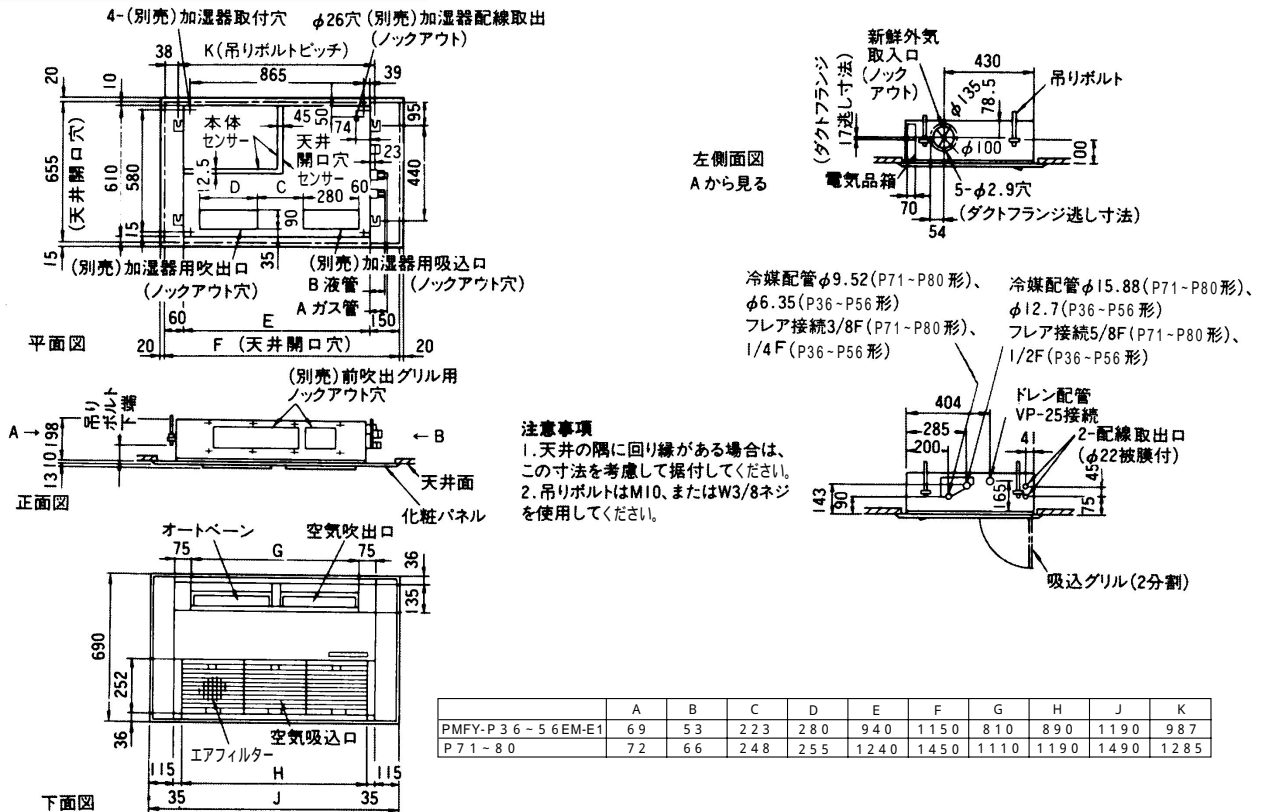 4-(別売)加湿器取付穴
φ26穴(別売)加湿器配線取出
(ノックアウト)
38
K(吊りボルトピッチ)
865
39
20
10
655
(天井開口穴)
610
580
15
15
本体
センサー
45
50
74
天井
開口穴
センサー
95
23
440
12.5
D
C
280
60
90
35
(別売)加湿器用吹出口
(ノックアウト穴)
(別売)加湿器用吸込口
(ノックアウト穴)
B液管
Aガス管
60
E
150
20
F (天井開口穴)
20
平面図
新鮮外気
取入口
(ノック
アウト)
430
吊りボルト
φ135
78.5
(ダクトフランジ
17逃し寸法)
φ100
100
左側面図
Aから見る
電気品箱
70
54
5-φ2.9穴
(ダクトフランジ逃し寸法)
(別売)前吹出グリル用
ノックアウト穴
吊り
ボルト
下端
A→
198
10
13
←B
天井面
化粧パネル
正面図
注意事項
1.天井の隅に回り縁がある場合は、
この寸法を考慮して据付してください。
2.吊りボルトはM10、またはW3/8ネジ
を使用してください。
冷媒配管φ9.52(P71~P80形)、
φ6.35(P36~P56形)
フレア接続3/8F(P71~P80形)、
1/4F(P36~P56形)
冷媒配管φ15.88(P71~P80形)、
φ12.7(P36~P56形)
フレア接続5/8F(P71~P80形)、
1/2F(P36~P56形)
404
285
200
ドレン配管
VP-25接続
41
2-配線取出口
(φ22被膜付)
143
90
165
45
75
吸込グリル(2分割)
オートベーン
空気吹出口
75
G
75
36
135
690
252
36
エアフィルター
空気吸込口
115
H
115
35
J
35
下面図
A B C D E F G H J K
PMFY-P36~56EM-E1 69 53 223 280 940 1150 810 890 1190 987
P71~80 72 66 248 255 1240 1450 1110 1190 1490 1285